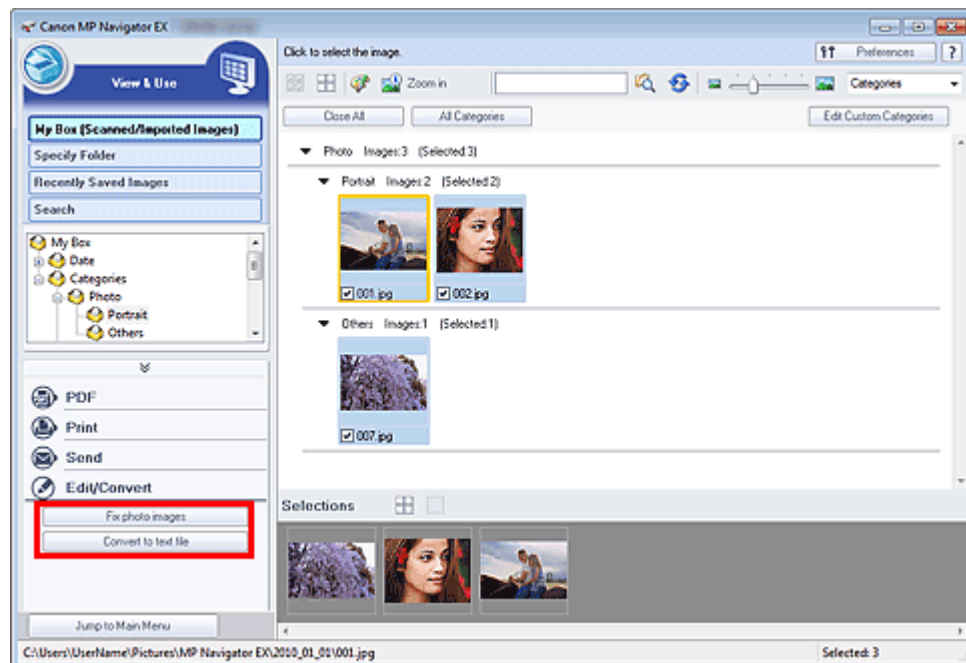 Canon MP Navigator EX
View & Use
My Box (Scanned/Imported Images)
Specify Folder
Recently Saved Images
Search
My Box
Date
Categories
Photo
Portrait
Others
PDF
Print
Send
Edit/Convert
Fix photo images
Convert to text file
Jump to Main Menu
Click to select the image.
Preferences ?
Zoom in
Categories
Close All All Categories Edit Custom Categories
Photo Images:3 (Selected:3)
Portrait Images:2 (Selected:2)
001.jpg 002.jpg
Others Images:1 (Selected:1)
007.jpg
Selections
C:\Users\UserName\Pictures\MP Navigator EX\2010_01_01\001.jpg Selected: 3